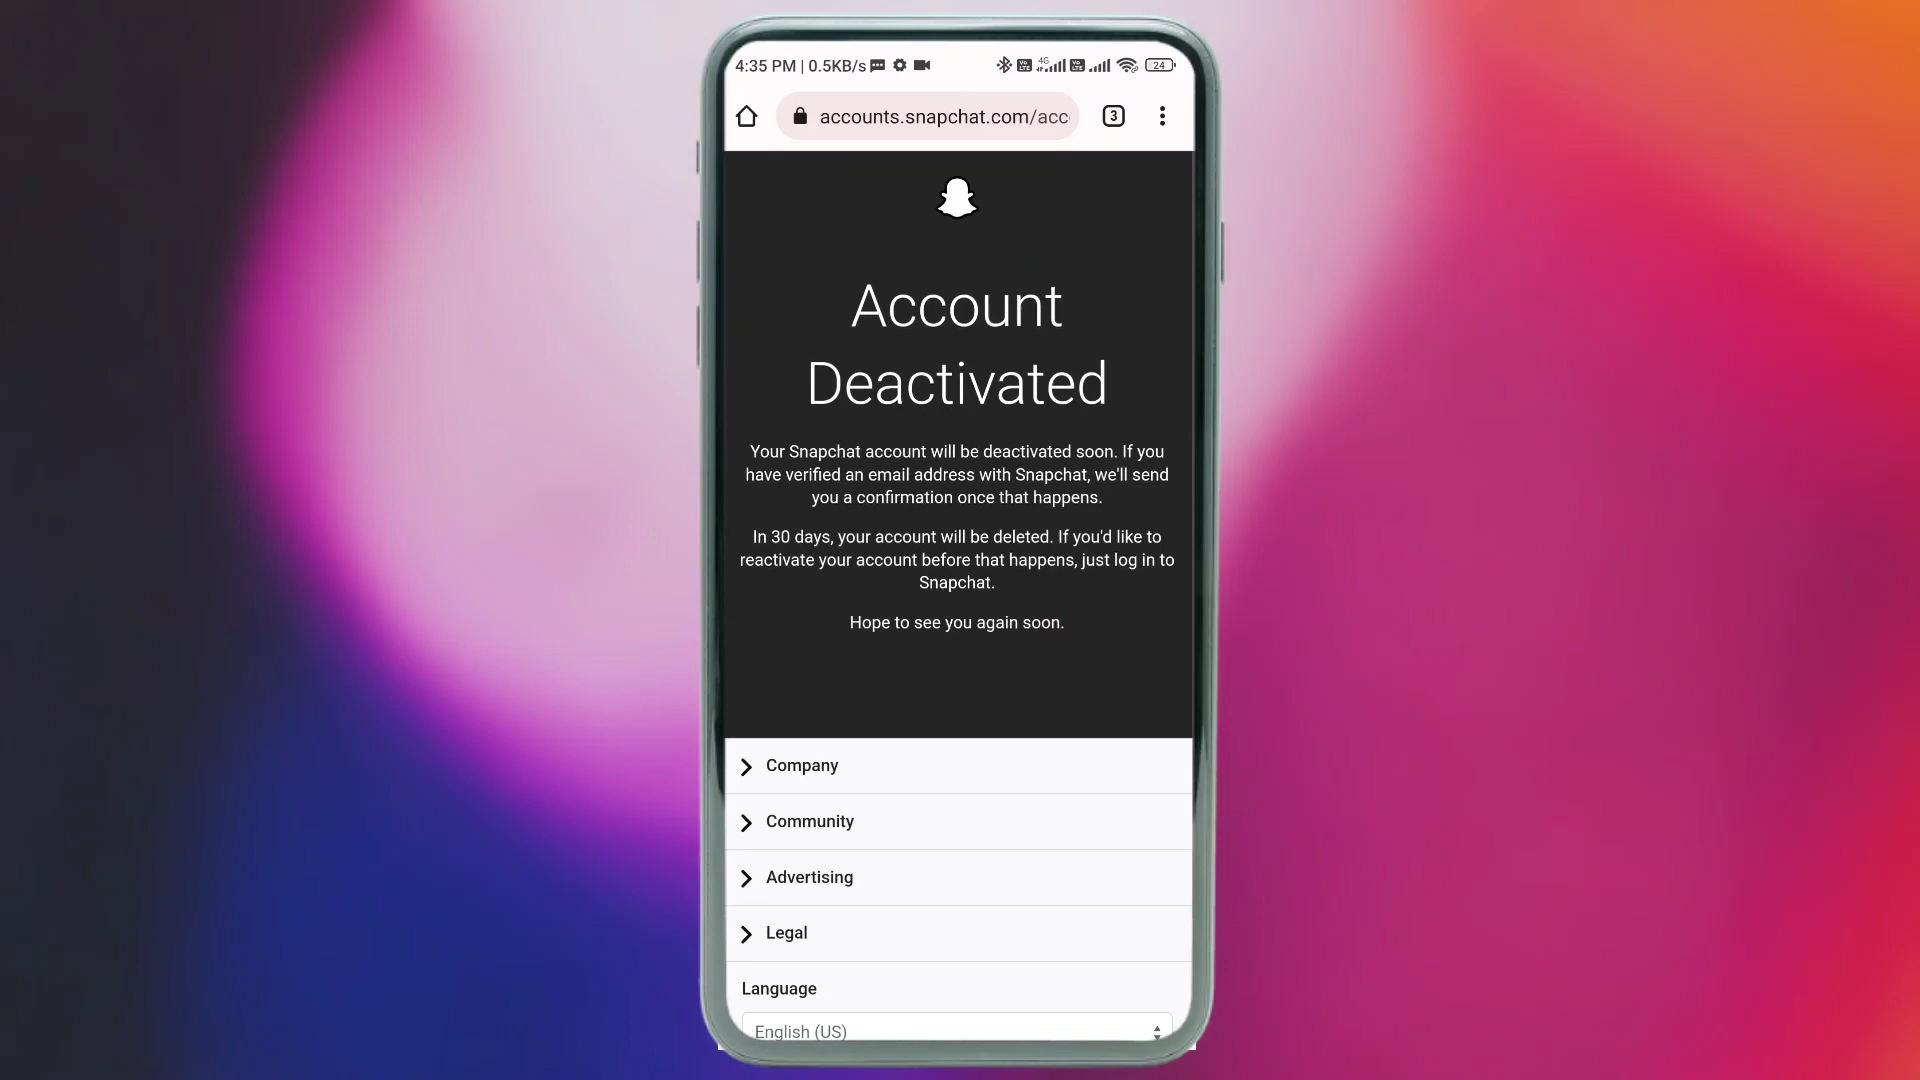 4:35 PM | 0.5KB/s 4G 24
accounts.snapchat.com/acc
3
Account
Deactivated
Your Snapchat account will be deactivated soon. If you
have verified an email address with Snapchat, we'll send
you a confirmation once that happens.
In 30 days, your account will be deleted. If you'd like to
reactivate your account before that happens, just log in to
Snapchat.
Hope to see you again soon.
Company
Community
Advertising
Legal
Language
English (US)